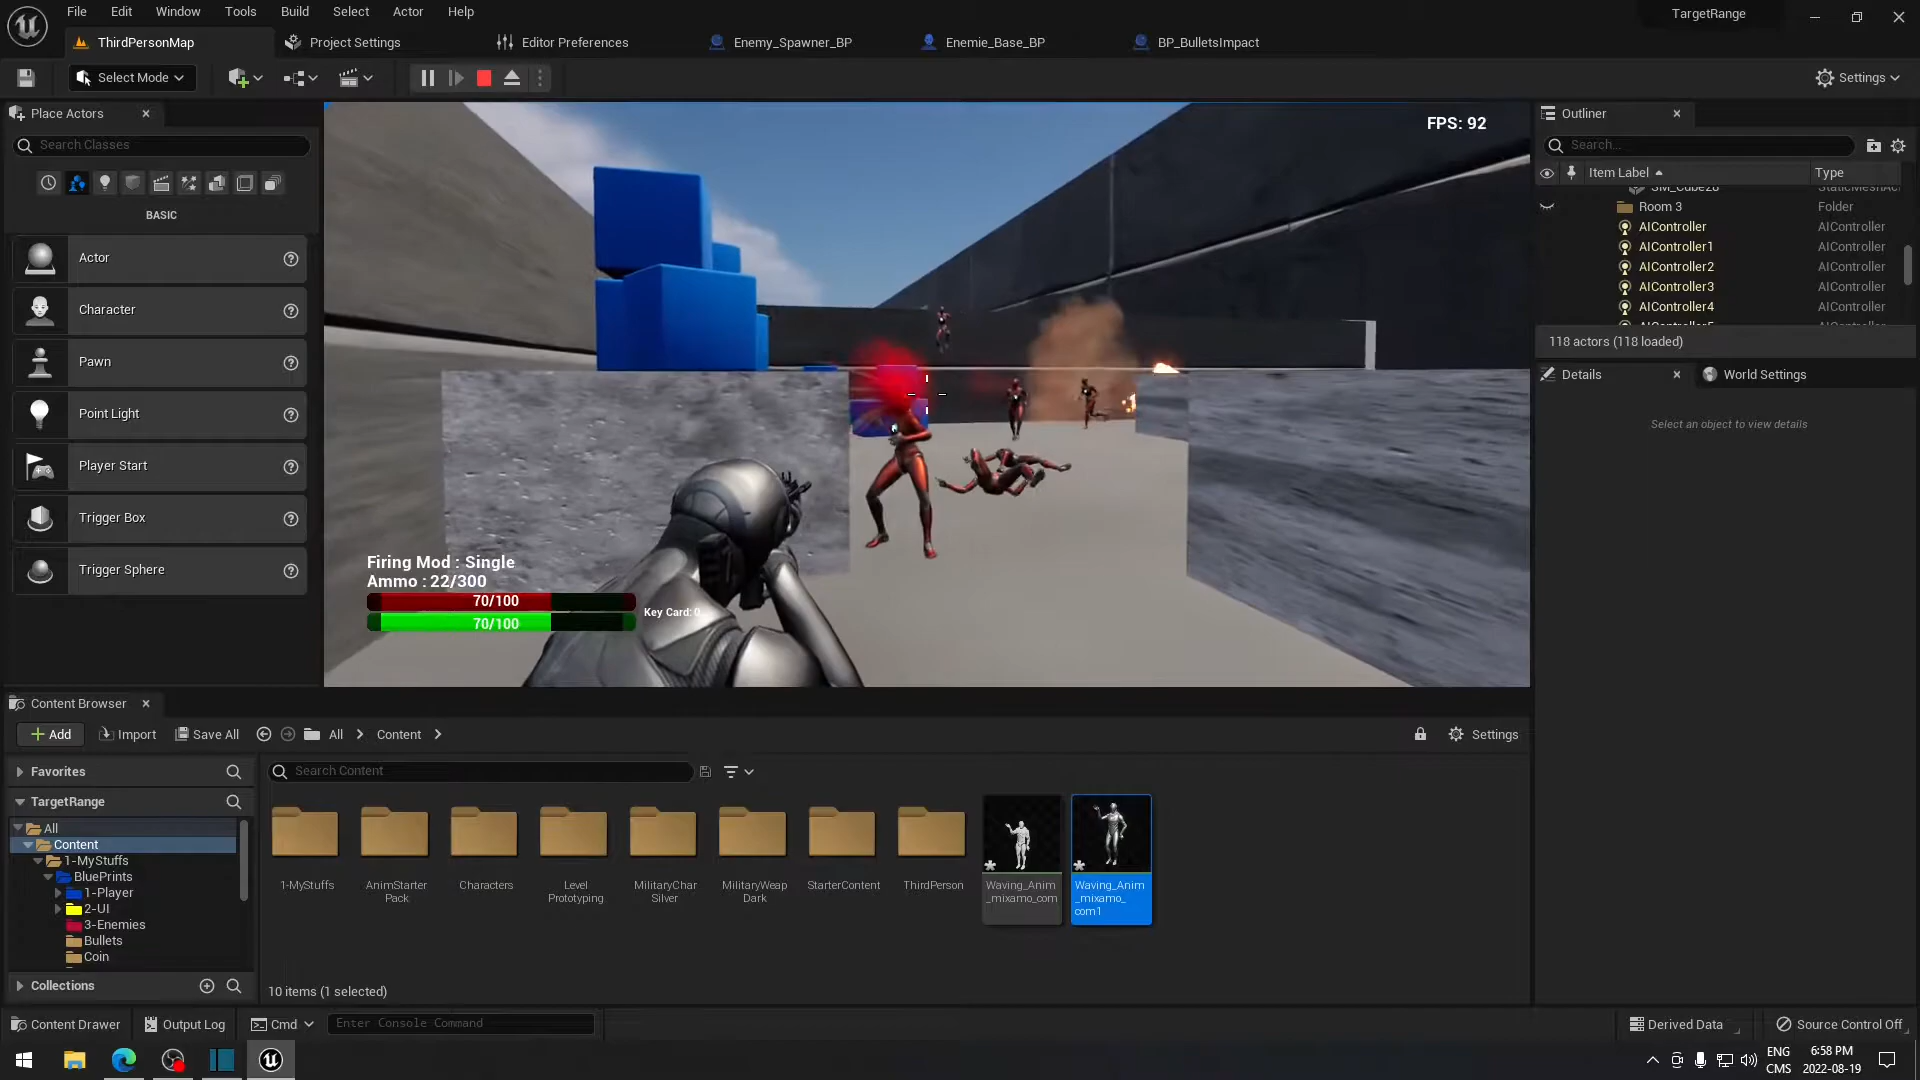 File Edit Window Tools Build Select Actor Help
TargetRange
ThirdPersonMap Project Settings Editor Preferences Enemy_Spawner_BP Enemie_Base_BP BP_BulletsImpact
Select Mode Settings
Place Actors
Search Classes
BASIC
Actor
Character
Pawn
Point Light
Player Start
Trigger Box
Trigger Sphere
FPS: 92
Firing Mod : Single
Ammo : 22/300
70/100
Key Card: 0
70/100
Outliner
Search...
Item Label Type
SM_Cube28 StaticMeshAc
Room 3 Folder
AIController AIController
AIController1 AIController
AIController2 AIController
AIController3 AIController
AIController4 AIController
118 actors (118 loaded)
Details World Settings
Select an object to view details
Content Browser
Add Import Save All All Content Settings
Favorites
TargetRange
All
Content
1-MyStuffs
BluePrints
1-Player
2-UI
3-Enemies
Bullets
Coin
Collections
Search Content
1-MyStuffs
AnimStarter
Pack
Characters
Level
Prototyping
MilitaryChar
Silver
MilitaryWeap
Dark
StarterContent
ThirdPerson
Waving_Anim
_mixamo_com
Waving_Anim
_mixamo_
com1
10 items (1 selected)
Content Drawer Output Log Cmd Enter Console Command Derived Data Source Control Off
ENG
CMS
6:58 PM
2022-08-19